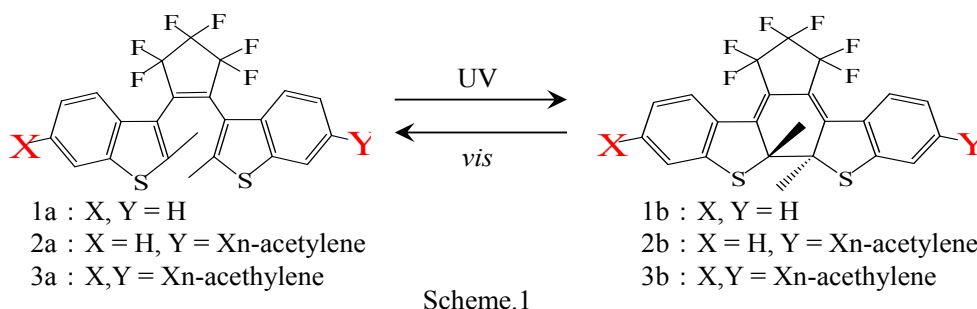 F F F F
F F F F
F F F F
UV
vis
X S S Y
X S S Y
1a : X, Y = H
2a : X = H, Y = Xn-acetylene
3a : X,Y = Xn-acethylene
1b : X, Y = H
2b : X = H, Y = Xn-acetylene
3b : X,Y = Xn-acethylene
Scheme.1